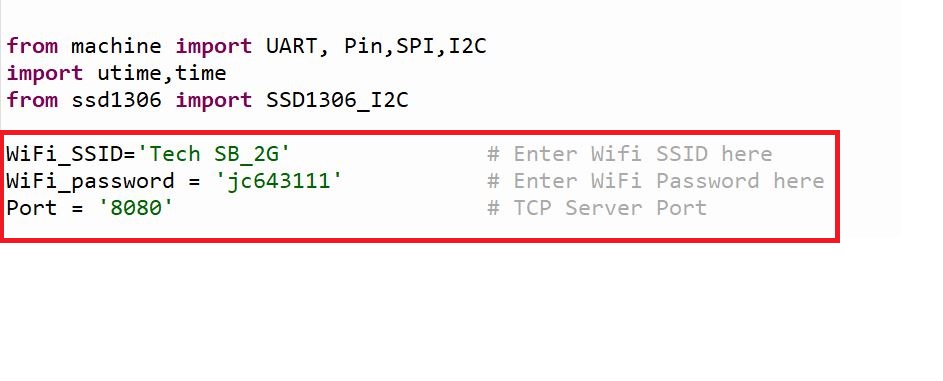 from machine import UART, Pin,SPI,I2C
import utime,time
from ssd1306 import SSD1306_I2C
WiFi_SSID='Tech SB_2G' # Enter Wifi SSID here
WiFi_password = 'jc643111' # Enter WiFi Password here
Port = '8080' # TCP Server Port